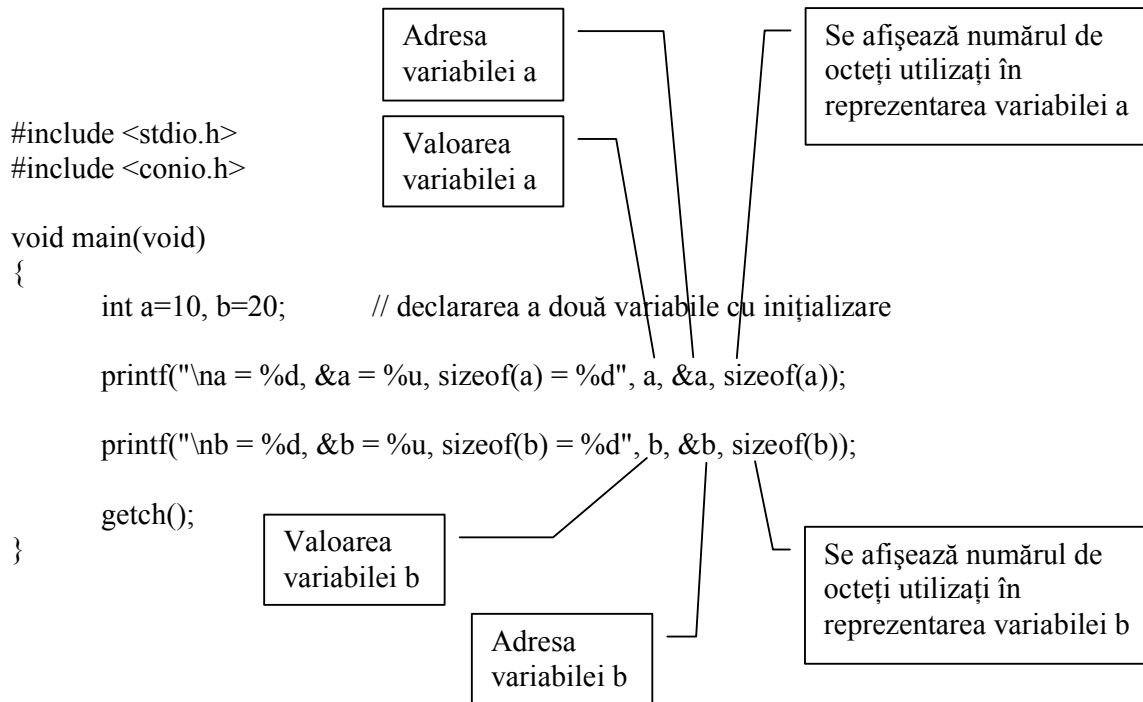 Adresa
variabilei a
Se afişează numărul de
octeți utilizați în
reprezentarea variabilei a
Valoarea
variabilei a
#include <stdio.h>
#include <conio.h>
void main(void)
{
int a=10, b=20; // declararea a două variabile cu inițializare
printf("\na = %d, &a = %u, sizeof(a) = %d", a, &a, sizeof(a));
printf("\nb = %d, &b = %u, sizeof(b) = %d", b, &b, sizeof(b));
getch();
}
Valoarea
variabilei b
Se afişează numărul de
octeți utilizați în
reprezentarea variabilei b
Adresa
variabilei b